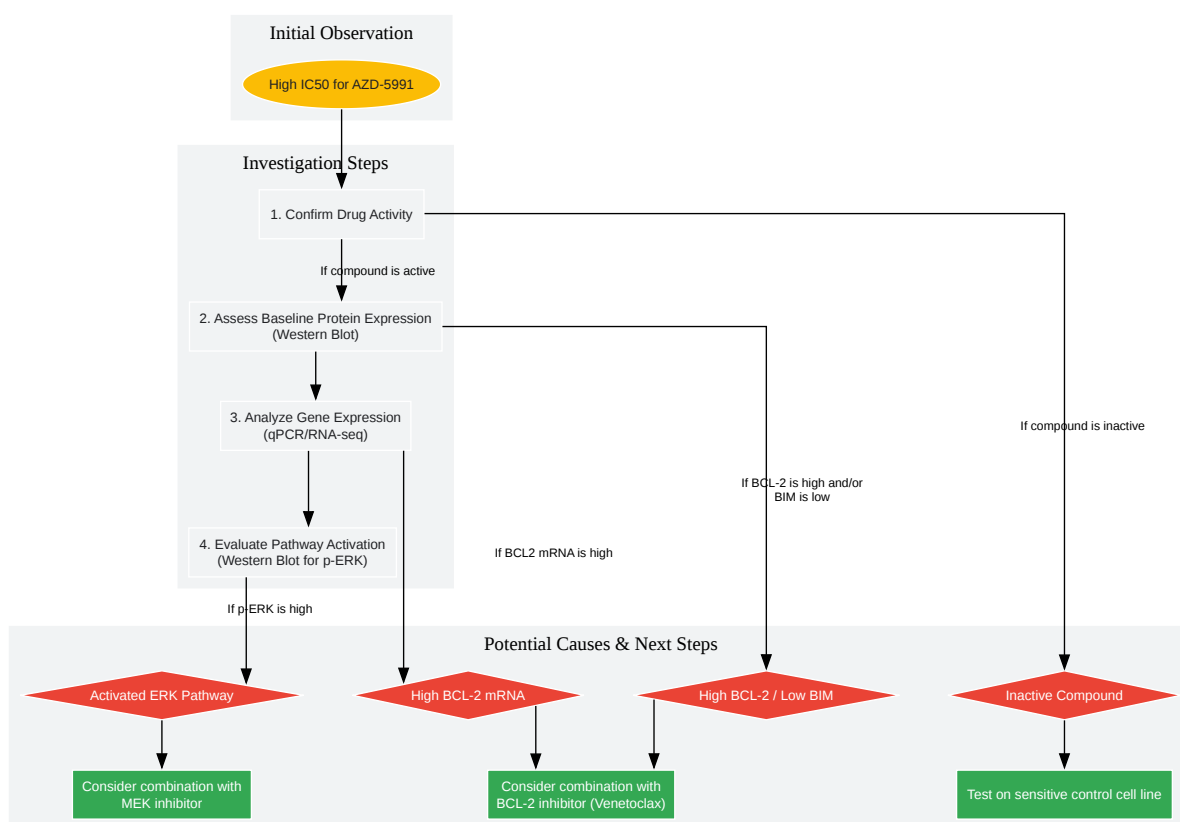 Initial Observation
High IC50 for AZD-5991
Investigation Steps
1. Confirm Drug Activity
If compound is active
2. Assess Baseline Protein Expression
(Western Blot)
3. Analyze Gene Expression
(qPCR/RNA-seq)
If compound is inactive
If BCL-2 is high and/or
BIM is low
4. Evaluate Pathway Activation
(Western Blot for p-ERK)
If BCL2 mRNA is high
If p-ERK is high
Potential Causes & Next Steps
Activated ERK Pathway
High BCL-2 mRNA
High BCL-2 / Low BIM
Inactive Compound
Consider combination with
MEK inhibitor
Consider combination with
BCL-2 inhibitor (Venetoclax)
Test on sensitive control cell line